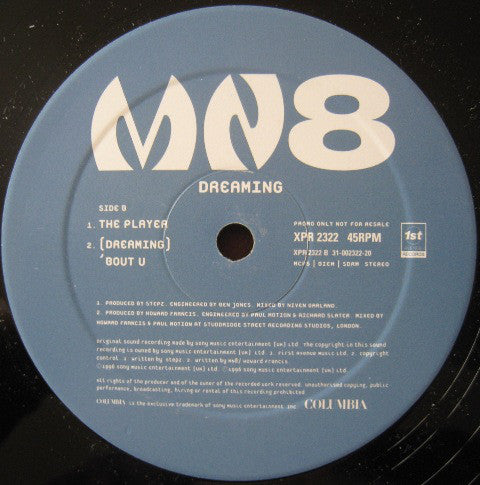 MN8
DREAMING
SIDE B
1. THE PLAYER
2. (DREAMING)
'BOUT U
PROMO ONLY NOT FOR RESALE
XPR 2322 45RPM
XPR 2322 B 31-002322-20
MCPS | BIEM | SDRM STEREO
1st
RECORDS
1. PRODUCED BY STEPZ. ENGINEERED BY BEN JONES. MIXED BY NIVEN GARLAND.
2. PRODUCED BY HOWARD FRANCIS. ENGINEERED BY PAUL MOTION & RICHARD SLATER. MIXED BY
HOWARD FRANCIS & PAUL MOTION AT STUDBRIDGE STREET RECORDING STUDIOS, LONDON.
original sound recording made by sony music entertainment (uk) ltd. The copyright in this sound
recording is owned by sony music entertainment (uk) ltd. 1. First Avenue Music Ltd. 2. copyright
control. 1. written by stepz. 2. written by mn8/ howard francis.
℗1996 sony music entertainment (uk) ltd. ©1996 sony music entertainment (uk) ltd.
all rights of the producer and of the owner of the recorded work reserved. unauthorised copying, public
performance, broadcasting, hiring or rental of this recording prohibited.
COLUMBIA is the exclusive trademark of sony music entertainment inc. COLUMBIA